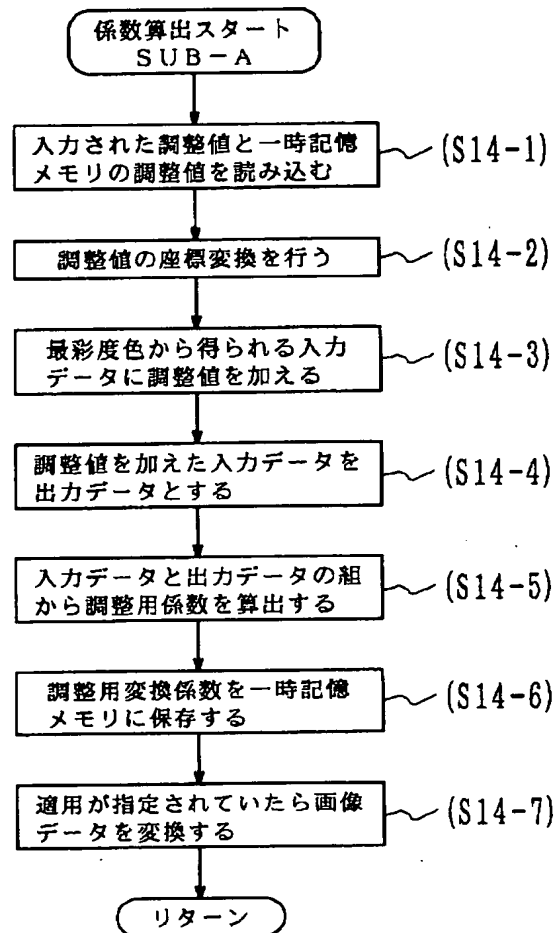 係数算出スタート
SUB-A
入力された調整値と一時記憶
メモリの調整値を読み込む
(S14-1)
調整値の座標変換を行う
(S14-2)
最彩度色から得られる入力
データに調整値を加える
(S14-3)
調整値を加えた入力データを
出力データとする
(S14-4)
入力データと出力データの組
から調整用係数を算出する
(S14-5)
調整用変換係数を一時記憶
メモリに保存する
(S14-6)
適用が指定されていたら画像
データを変換する
(S14-7)
リターン